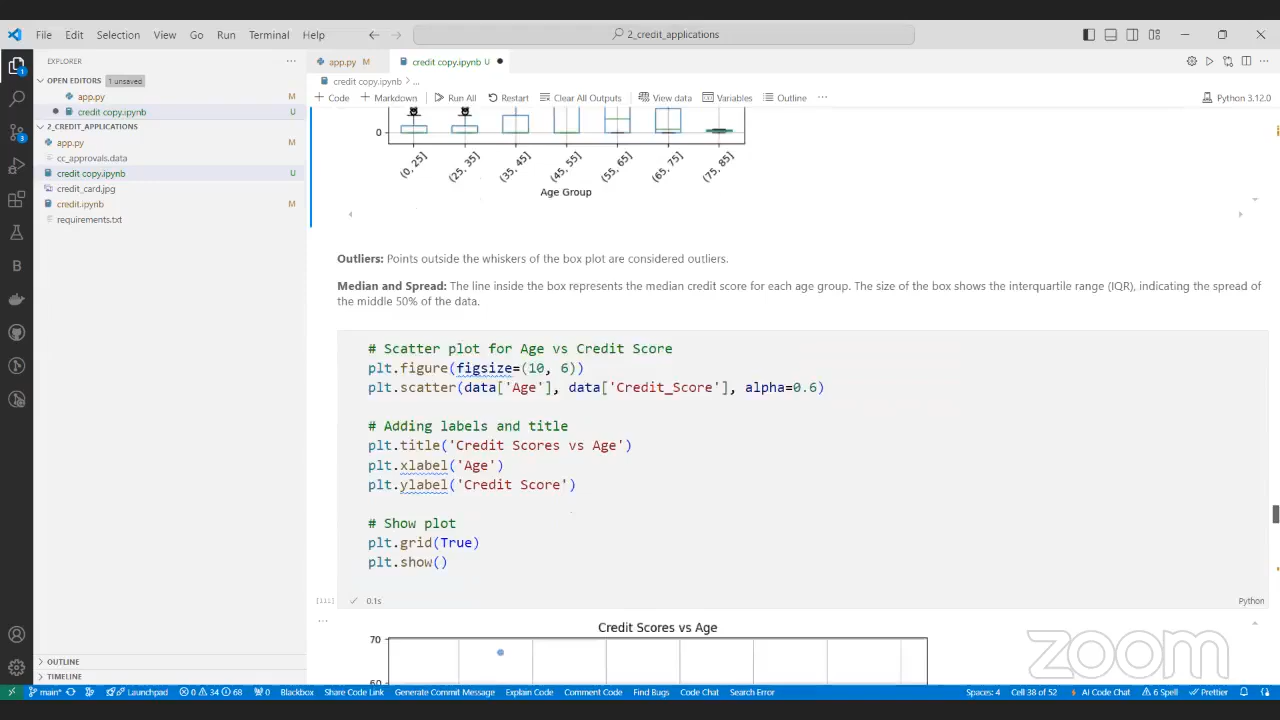 File Edit Selection View Go Run Terminal Help
2_credit_applications
EXPLORER
OPEN EDITORS 1 unsaved
app.py M
credit copy.ipynb U
2_CREDIT_APPLICATIONS
app.py M
cc_approvals.data
credit copy.ipynb U
credit_card.jpg
credit.ipynb M
requirements.txt
OUTLINE
TIMELINE
app.py M credit copy.ipynb U
credit copy.ipynb > ...
+ Code + Markdown Run All Restart Clear All Outputs View data Variables Outline ... Python 3.12.0
0
(0, 25] (25, 35] (35, 45] (45, 55] (55, 65] (65, 75] (75, 85]
Age Group
Outliers: Points outside the whiskers of the box plot are considered outliers.
Median and Spread: The line inside the box represents the median credit score for each age group. The size of the box shows the interquartile range (IQR), indicating the spread of
the middle 50% of the data.
# Scatter plot for Age vs Credit Score
plt.figure(figsize=(10, 6))
plt.scatter(data['Age'], data['Credit_Score'], alpha=0.6)
# Adding labels and title
plt.title('Credit Scores vs Age')
plt.xlabel('Age')
plt.ylabel('Credit Score')
# Show plot
plt.grid(True)
plt.show()
[111] 0.1s Python
Credit Scores vs Age
70
60
zoom
main* Launchpad 0 34 68 0 Blackbox Share Code Link Generate Commit Message Explain Code Comment Code Find Bugs Code Chat Search Error Spaces: 4 Cell 38 of 52 AI Code Chat 6 Spell Prettier